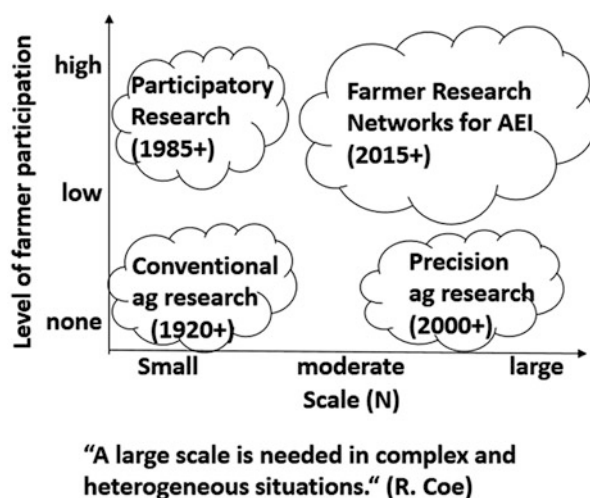 Level of farmer participation
high
low
none
Participatory
Research
(1985+)
Farmer Research
Networks for AEI
(2015+)
Conventional
ag research
(1920+)
Precision
ag research
(2000+)
Small
moderate
large
Scale (N)
“A large scale is needed in complex and
heterogeneous situations.“ (R. Coe)